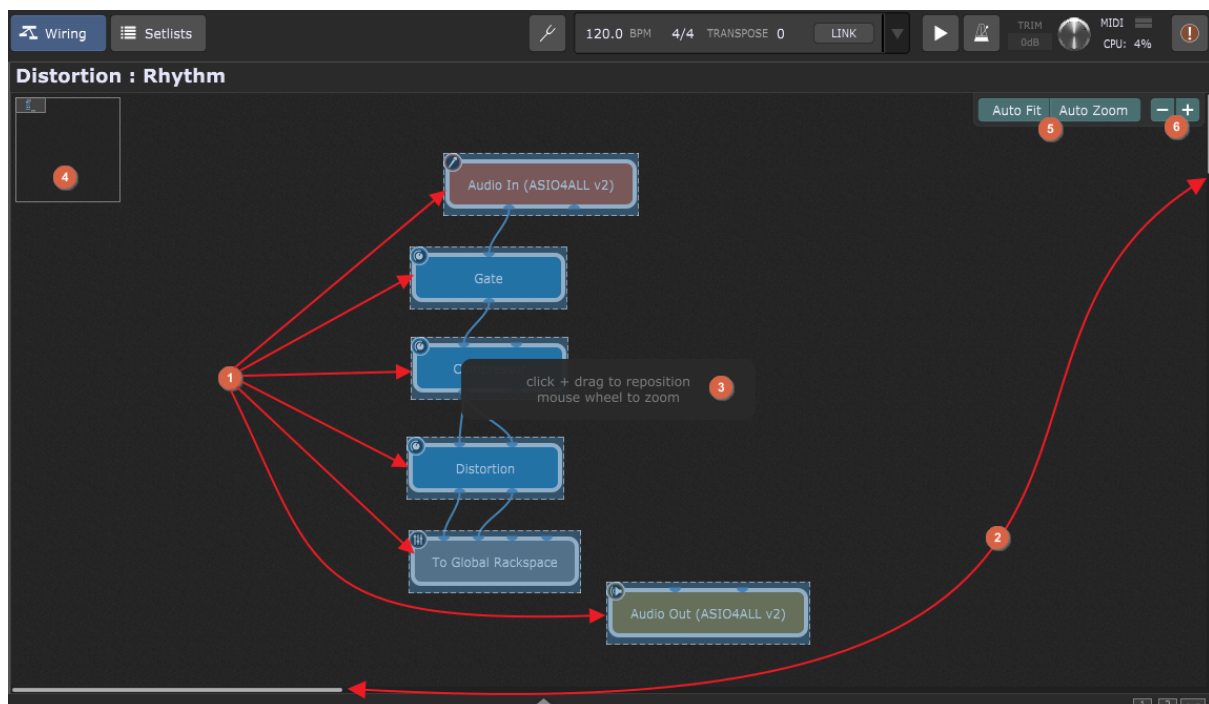 Wiring
Setlists
120.0 BPM 4/4 TRANSPOSE 0 LINK
TRIM
0dB
MIDI
CPU: 4%
Distortion : Rhythm
Auto Fit Auto Zoom − +
5
6
4
Audio In (ASIO4ALL v2)
Gate
1
C
click + drag to reposition
mouse wheel to zoom
3
Distortion
2
To Global Rackspace
Audio Out (ASIO4ALL v2)